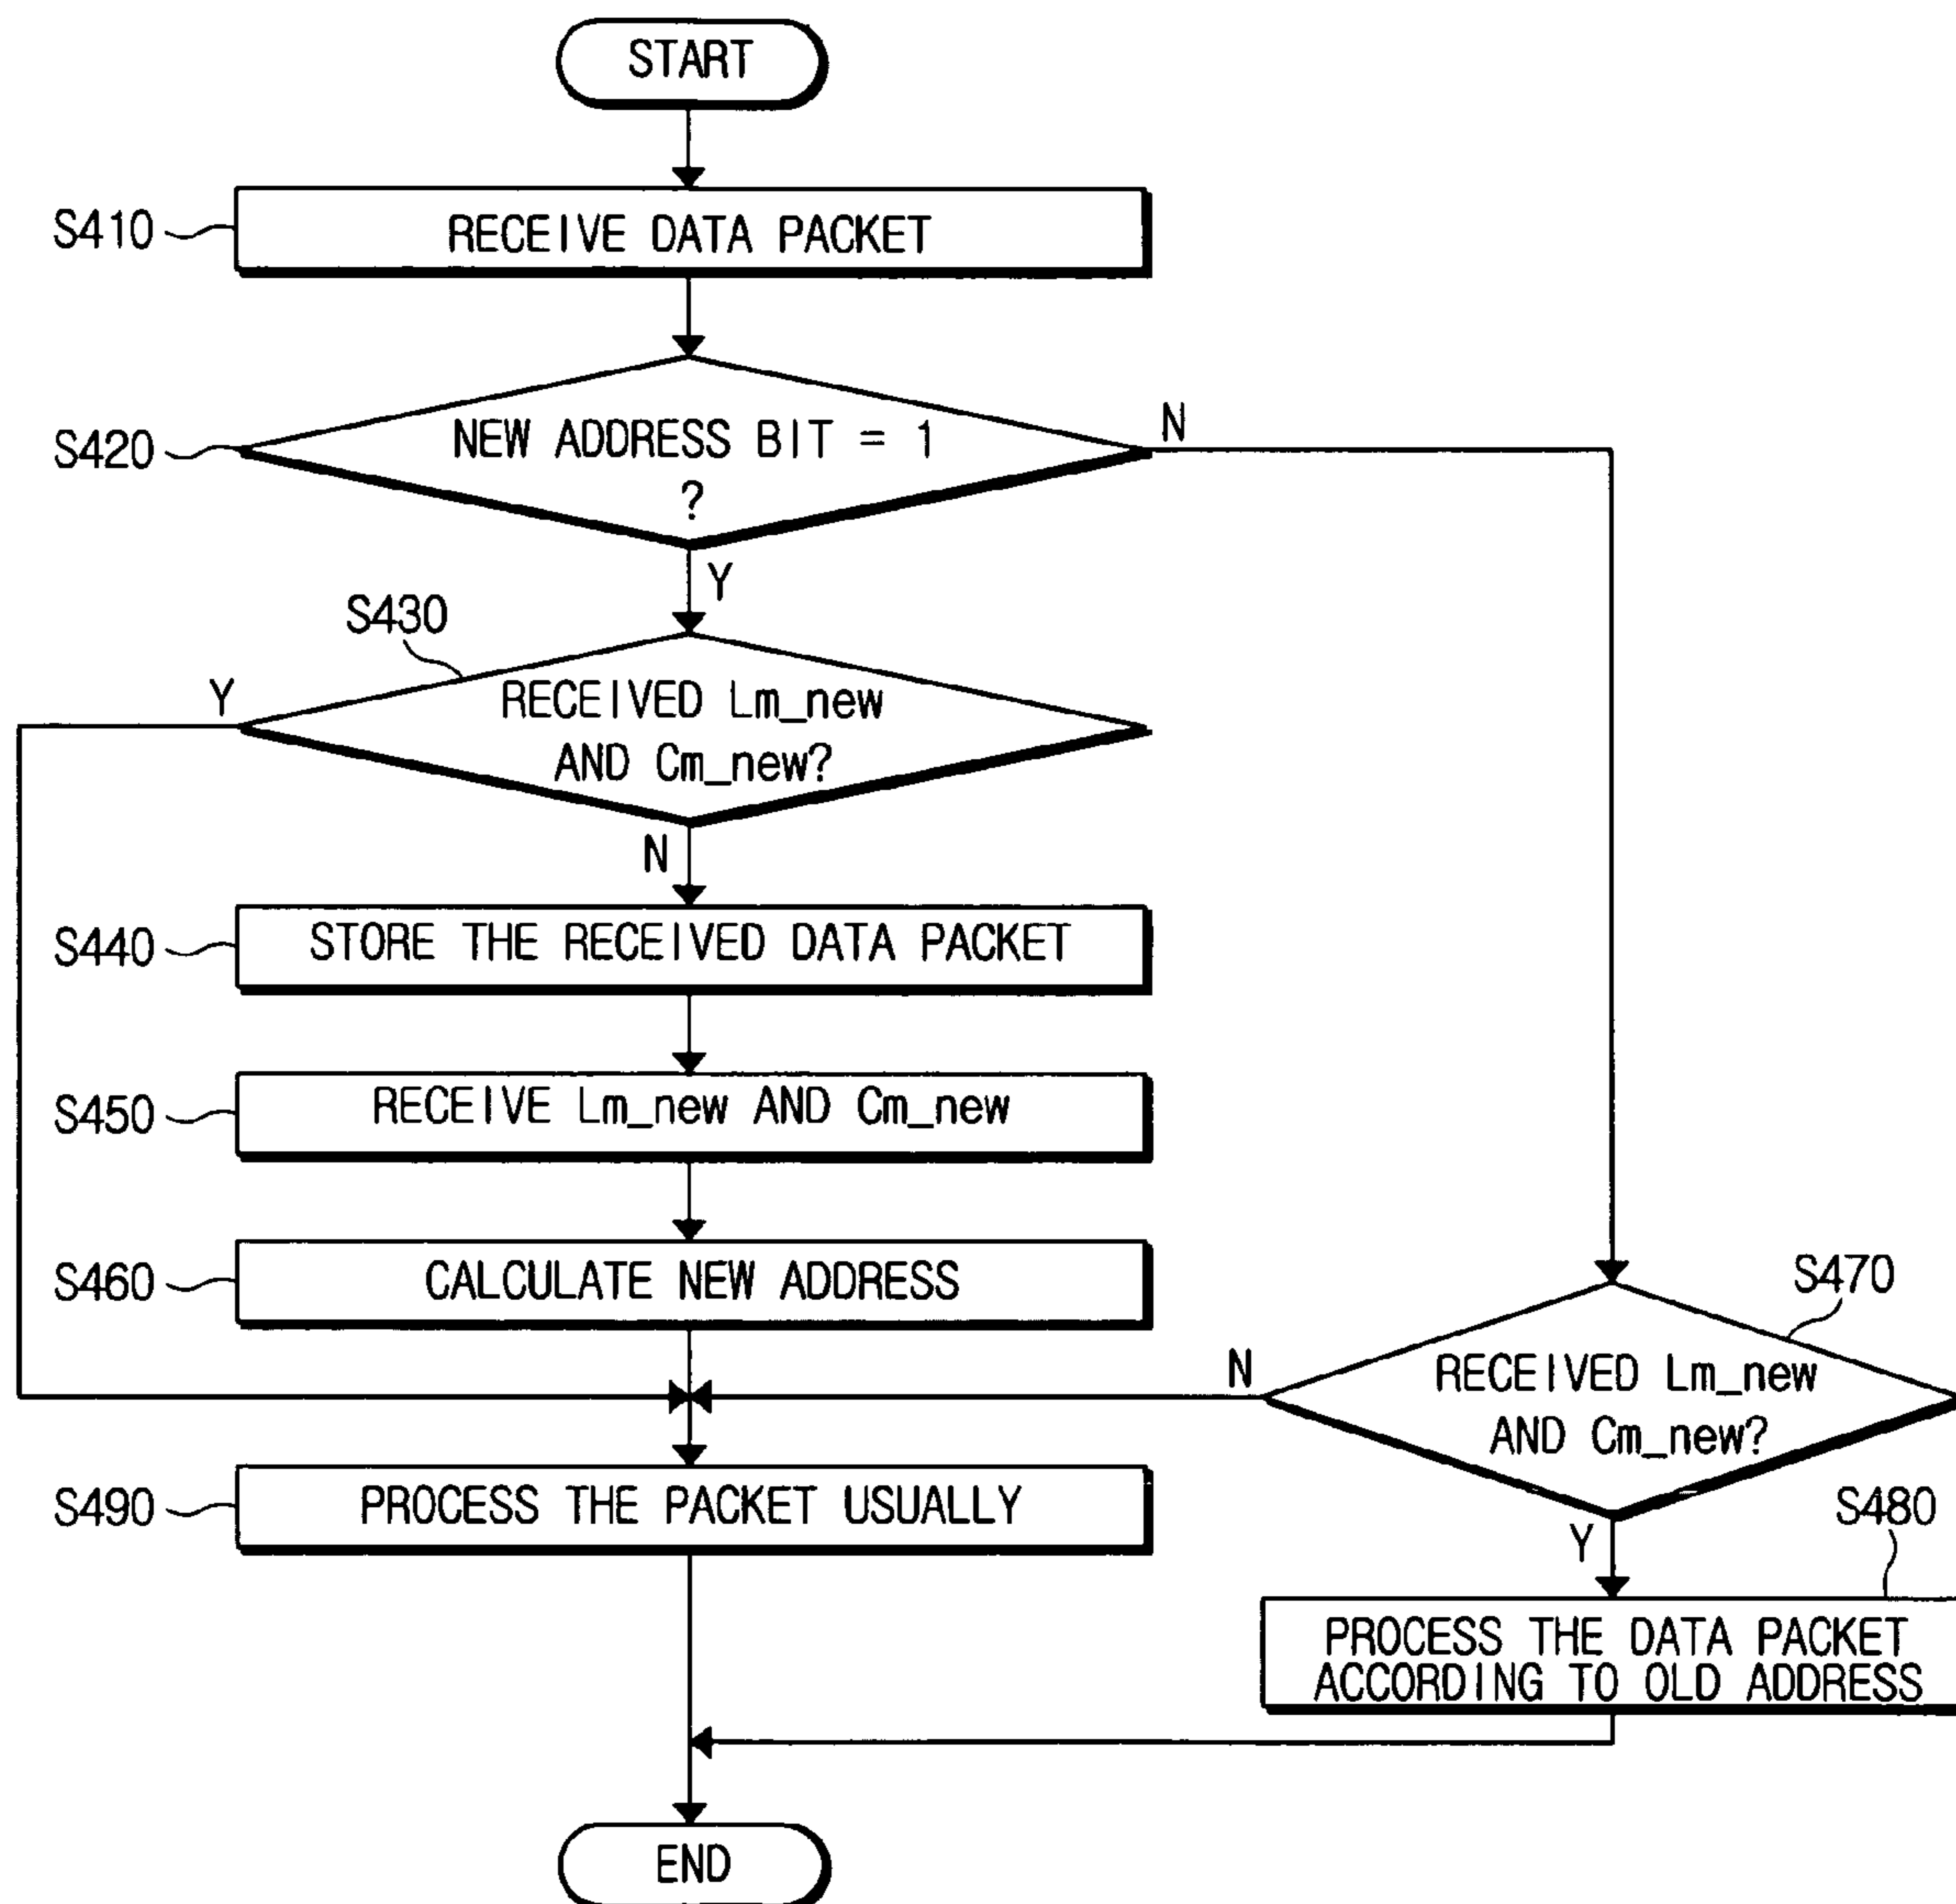 START
S410
RECEIVE DATA PACKET
S420
NEW ADDRESS BIT = 1
?
N
Y
S430
Y
RECEIVED Lm_new
AND Cm_new?
N
S440
STORE THE RECEIVED DATA PACKET
S450
RECEIVE Lm_new AND Cm_new
S460
CALCULATE NEW ADDRESS
S470
N
RECEIVED Lm_new
AND Cm_new?
Y
S480
PROCESS THE DATA PACKET
ACCORDING TO OLD ADDRESS
S490
PROCESS THE PACKET USUALLY
END